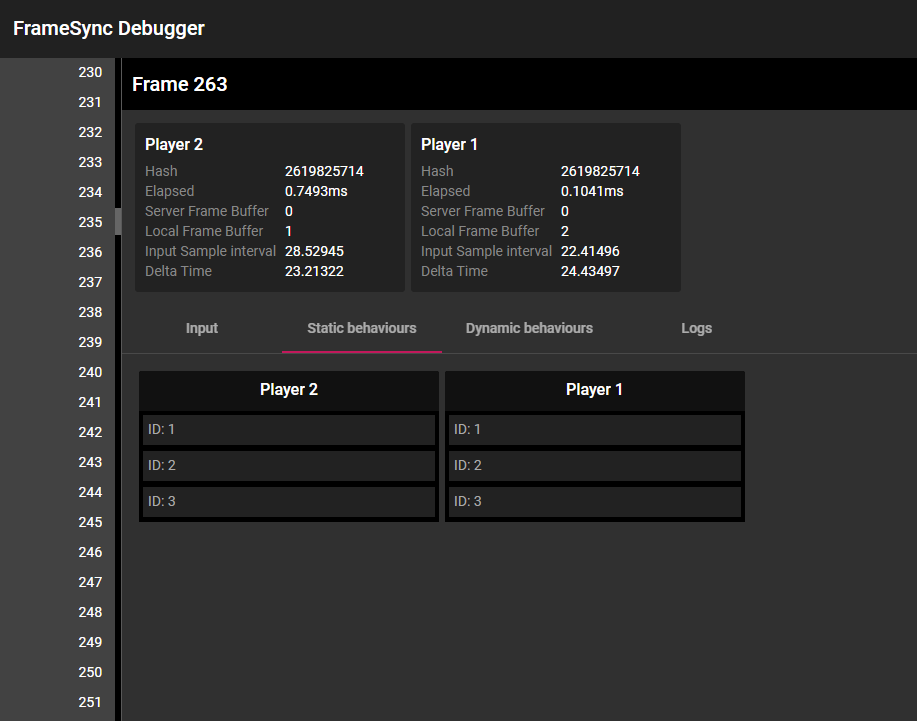 FrameSync Debugger
230
231
232
233
234
235
236
237
238
239
240
241
242
243
244
245
246
247
248
249
250
251
Frame 263
Player 2
Hash 2619825714
Elapsed 0.7493ms
Server Frame Buffer 0
Local Frame Buffer 1
Input Sample interval 28.52945
Delta Time 23.21322
Player 1
Hash 2619825714
Elapsed 0.1041ms
Server Frame Buffer 0
Local Frame Buffer 2
Input Sample interval 22.41496
Delta Time 24.43497
Input Static behaviours Dynamic behaviours Logs
Player 2
ID: 1
ID: 2
ID: 3
Player 1
ID: 1
ID: 2
ID: 3